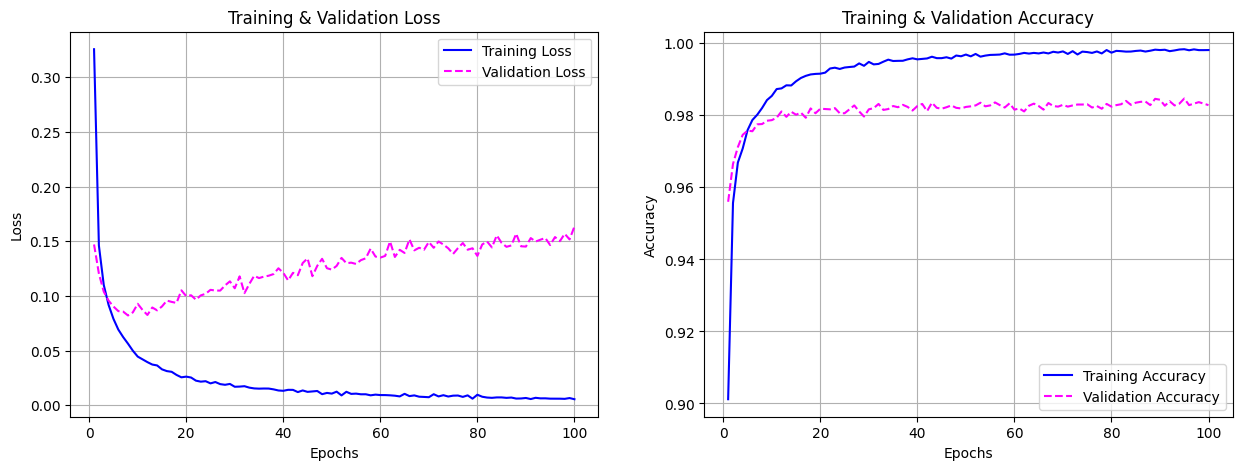 Training & Validation Loss
Training Loss
Validation Loss
0.30
0.25
0.20
0.15
0.10
0.05
0.00
Loss
0
20
40
60
80
100
Epochs
Training & Validation Accuracy
1.00
0.98
0.96
0.94
0.92
0.90
Accuracy
Training Accuracy
Validation Accuracy
0
20
40
60
80
100
Epochs